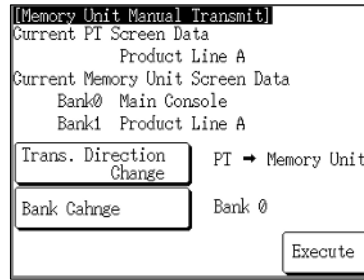 [Memory Unit Manual Transmit]
Current PT Screen Data
Product Line A
Current Memory Unit Screen Data
Bank0 Main Console
Bank1 Product Line A
Trans. Direction PT → Memory Unit
Change
Bank Cahnge Bank 0
Execute